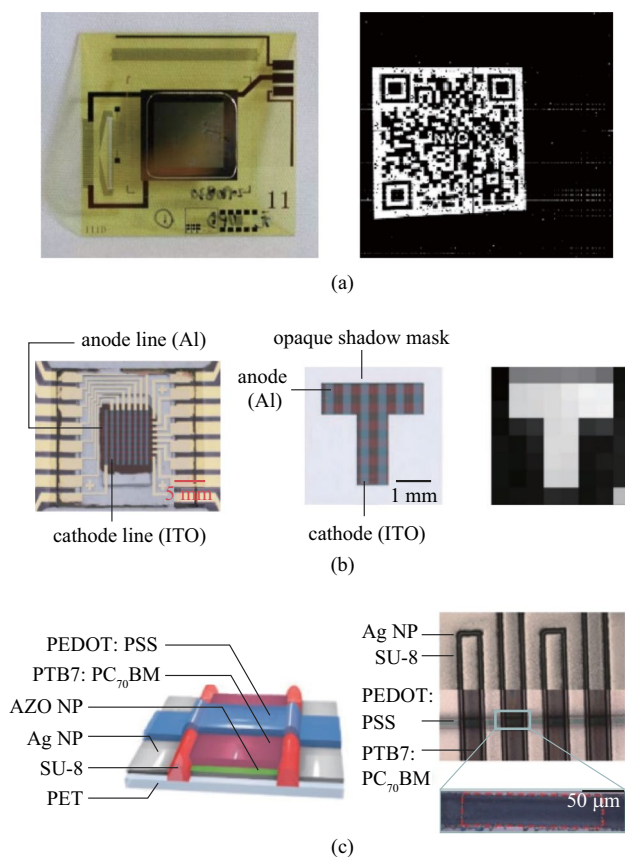 11
NYC
(a)
anode line (Al)
5 mm
cathode line (ITO)
opaque shadow mask
anode
(Al)
1 mm
cathode (ITO)
(b)
PEDOT: PSS
PTB7: PC₇₀BM
AZO NP
Ag NP
SU-8
PET
Ag NP
SU-8
PEDOT:
PSS
PTB7:
PC₇₀BM
50 μm
(c)